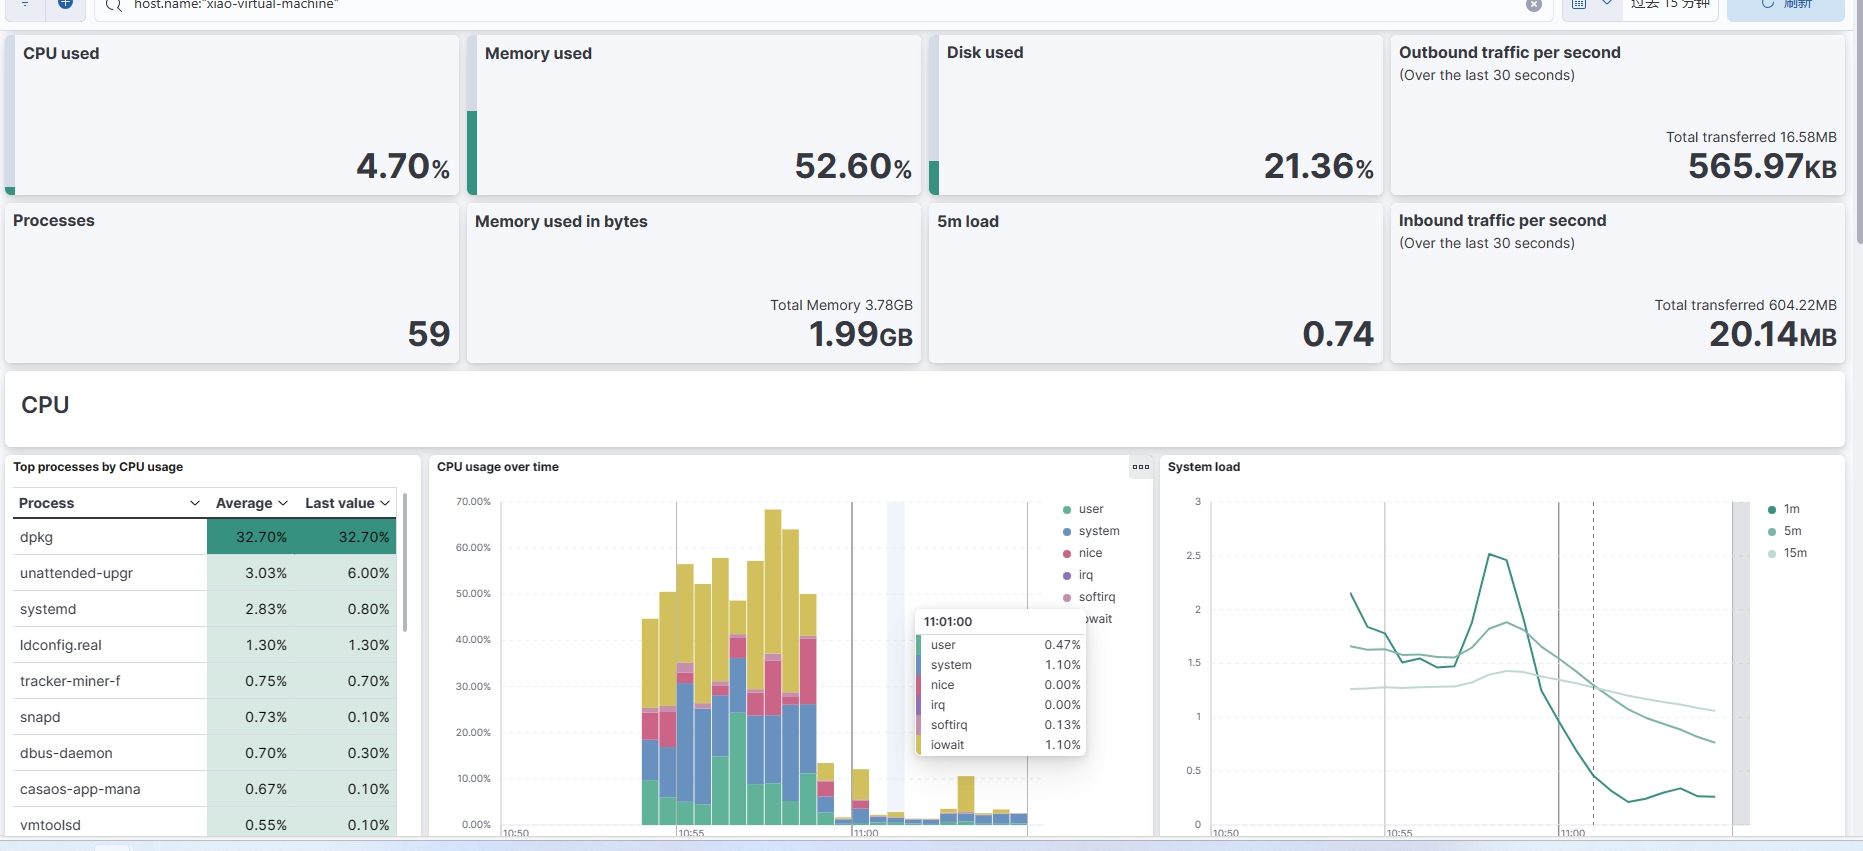 host.name:"xiao-virtual-machine"
过去 15 分钟
刷新
CPU used
4.70%
Memory used
52.60%
Disk used
21.36%
Outbound traffic per second
(Over the last 30 seconds)
Total transferred 16.58MB
565.97KB
Processes
59
Memory used in bytes
Total Memory 3.78GB
1.99GB
5m load
0.74
Inbound traffic per second
(Over the last 30 seconds)
Total transferred 604.22MB
20.14MB
CPU
Top processes by CPU usage
Process Average Last value
dpkg 32.70% 32.70%
unattended-upgr 3.03% 6.00%
systemd 2.83% 0.80%
ldconfig.real 1.30% 1.30%
tracker-miner-f 0.75% 0.70%
snapd 0.73% 0.10%
dbus-daemon 0.70% 0.30%
casaos-app-mana 0.67% 0.10%
vmtoolsd 0.55% 0.10%
CPU usage over time
70.00%
60.00%
50.00%
40.00%
30.00%
20.00%
10.00%
0.00%
10:50 10:55 11:00
user
system
nice
irq
softirq
owait
11:01:00
user 0.47%
system 1.10%
nice 0.00%
irq 0.00%
softirq 0.13%
iowait 1.10%
System load
3
2.5
2
1.5
1
0.5
0
10:50 10:55 11:00
1m
5m
15m